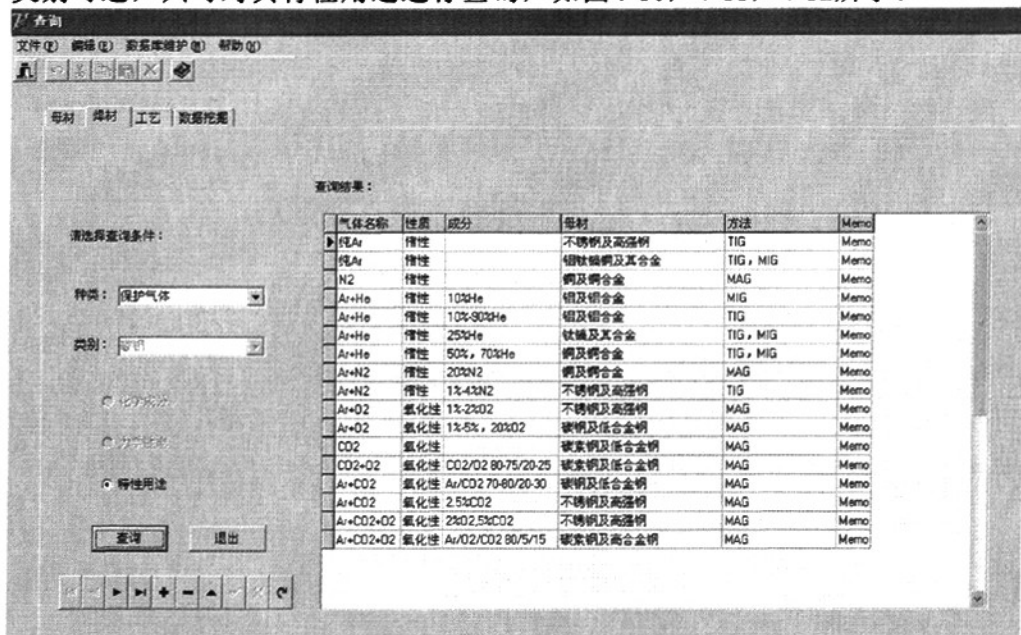 查询
文件(F) 编辑(E) 数据库维护(M) 帮助(H)
母材 焊材 工艺 数据挖掘
查询结果：
请选择查询条件：
种类： 保护气体
类别：
特性用途
查询 退出
气体名称 性质 成分 母材 方法 Memo
纯Ar 惰性 不锈钢及高强钢 TIG Memo
纯Ar 惰性 铝钛镍铜及其合金 TIG，MIG Memo
N2 惰性 铜及铜合金 MAG Memo
Ar+He 惰性 10%He 铝及铝合金 MIG Memo
Ar+He 惰性 10%-90%He 铝及铝合金 TIG Memo
Ar+He 惰性 25%He 钛镍及其合金 TIG，MIG Memo
Ar+He 惰性 50%，70%He 铜及铜合金 TIG，MIG Memo
Ar+N2 惰性 20%N2 铜及铜合金 MAG Memo
Ar+N2 惰性 1%-4%N2 不锈钢及高强钢 TIG Memo
Ar+O2 氧化性 1%-2%O2 不锈钢及高强钢 MAG Memo
Ar+O2 氧化性 1%-5%，20%O2 碳钢及低合金钢 MAG Memo
CO2 氧化性 碳素钢及低合金钢 MAG Memo
CO2+O2 氧化性 CO2/O2 80-75/20-25 碳素钢及低合金钢 MAG Memo
Ar+CO2 氧化性 Ar/CO2 70-80/20-30 碳钢及低合金钢 MAG Memo
Ar+CO2 氧化性 2.5%CO2 不锈钢及高强钢 MAG Memo
Ar+CO2+O2 氧化性 2%O2,5%CO2 不锈钢及高强钢 MAG Memo
Ar+CO2+O2 氧化性 Ar/O2/CO2 80/5/15 碳素钢及高合金钢 MAG Memo